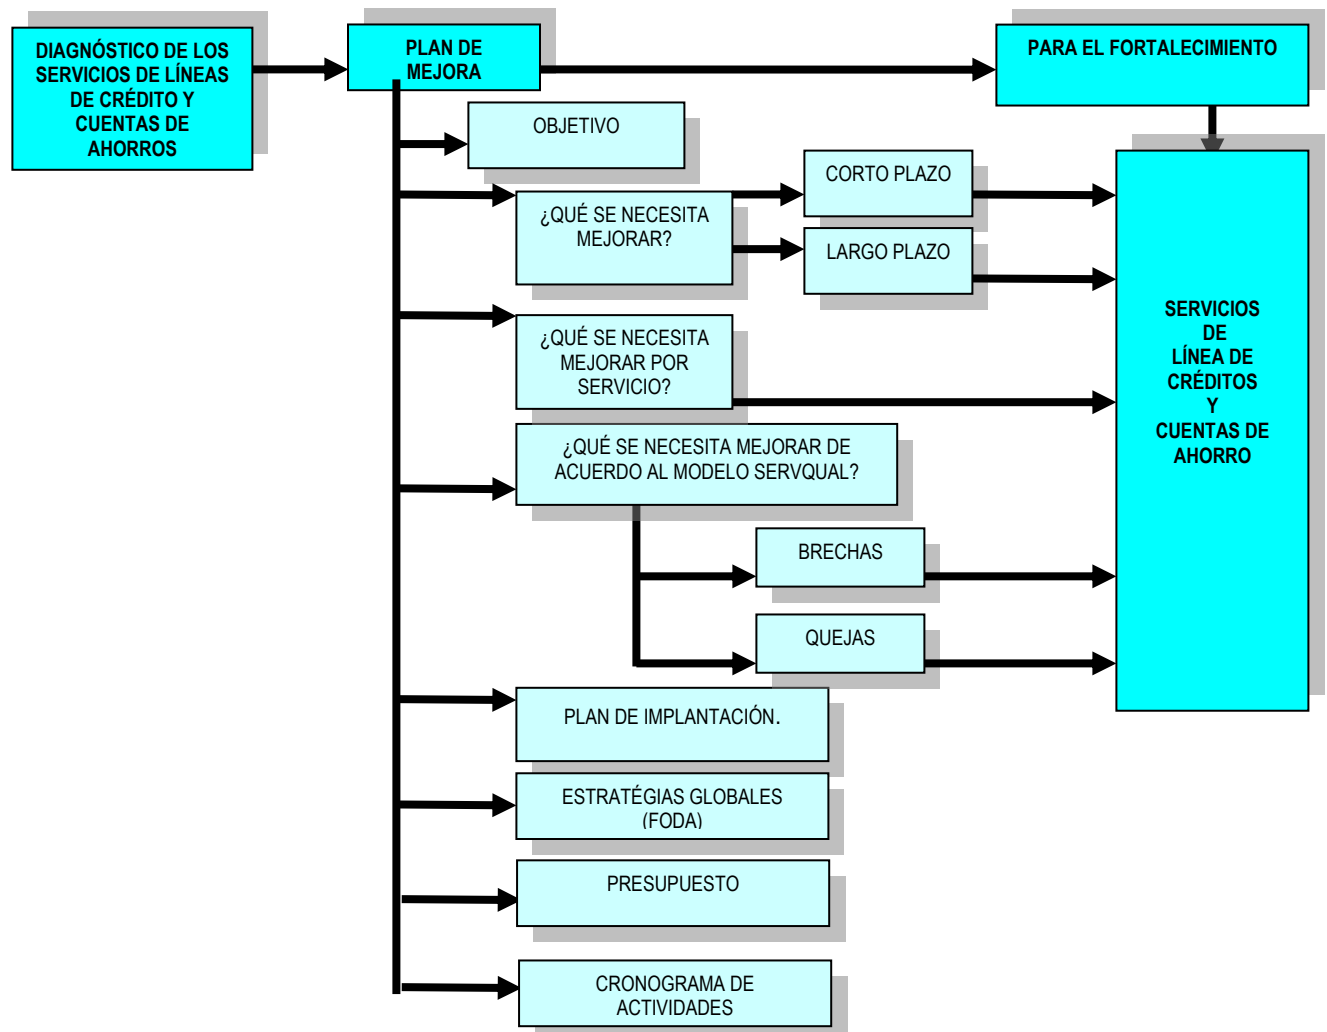 DIAGNÓSTICO DE LOS
SERVICIOS DE LÍNEAS
DE CRÉDITO Y
CUENTAS DE
AHORROS
PLAN DE
MEJORA
PARA EL FORTALECIMIENTO
OBJETIVO
¿QUÉ SE NECESITA
MEJORAR?
CORTO PLAZO
LARGO PLAZO
¿QUÉ SE NECESITA
MEJORAR POR
SERVICIO?
¿QUÉ SE NECESITA MEJORAR DE
ACUERDO AL MODELO SERVQUAL?
BRECHAS
QUEJAS
PLAN DE IMPLANTACIÓN.
ESTRATÉGIAS GLOBALES
(FODA)
PRESUPUESTO
CRONOGRAMA DE
ACTIVIDADES
SERVICIOS
DE
LÍNEA DE
CRÉDITOS
Y
CUENTAS DE
AHORRO